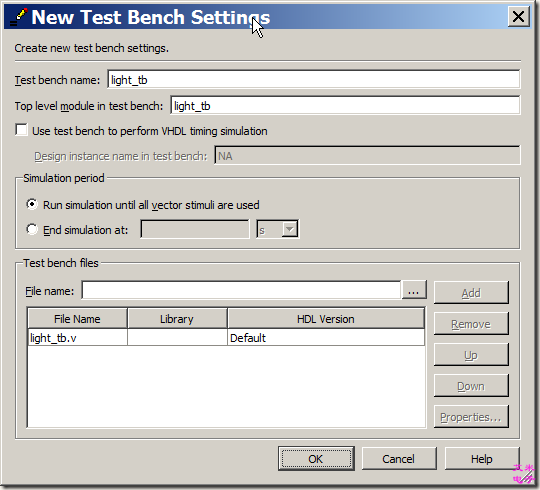 New Test Bench Settings
Create new test bench settings.
Test bench name: light_tb
Top level module in test bench: light_tb
Use test bench to perform VHDL timing simulation
Design instance name in test bench: NA
Simulation period
Run simulation until all vector stimuli are used
End simulation at: s
Test bench files
File name: ... Add
File Name Library HDL Version Remove
light_tb.v Default
Up
Down
Properties...
OK Cancel Help